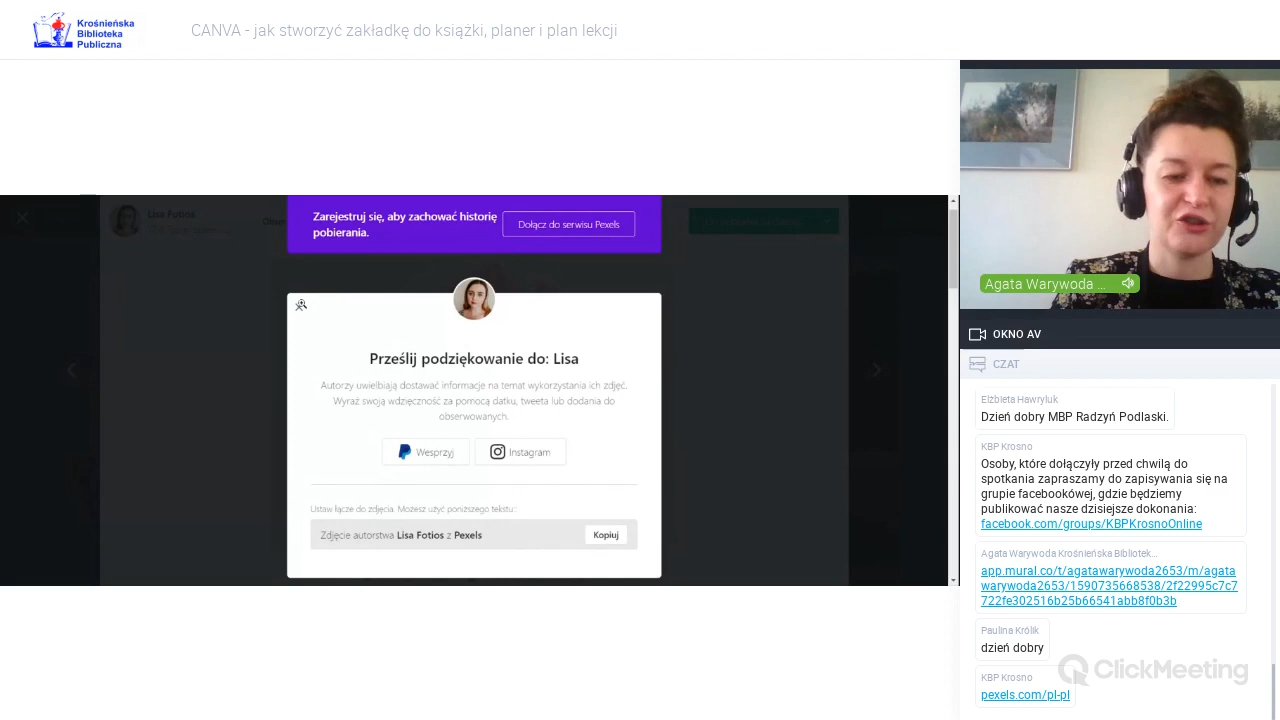 Krośnieńska
Biblioteka
Publiczna
CANVA - jak stworzyć zakładkę do książki, planer i plan lekcji
Lisa Fotios
Zarejestruj się, aby zachować historię
pobierania.
Dołącz do serwisu Pexels
Prześlij podziękowanie do: Lisa
Autorzy uwielbiają dostawać informacje na temat wykorzystania ich zdjęć.
Wyraź swoją wdzięczność za pomocą datku, tweeta lub dodania do
obserwowanych.
Wesprzyj
Instagram
Ustaw łącze do zdjęcia. Możesz użyć poniższego tekstu:
Zdjęcie autorstwa Lisa Fotios z Pexels
Kopiuj
Agata Warywoda ...
OKNO AV
CZAT
Elżbieta Hawryluk
Dzień dobry MBP Radzyń Podlaski.
KBP Krosno
Osoby, które dołączyły przed chwilą do
spotkania zapraszamy do zapisywania się na
grupie facebookówej, gdzie będziemy
publikować nasze dzisiejsze dokonania:
facebook.com/groups/KBPKrosnoOnline
Agata Warywoda Krośnieńska Bibliotek...
app.mural.co/t/agatawarywoda2653/m/agata
warywoda2653/1590735668538/2f22995c7c7
722fe302516b25b66541abb8f0b3b
Paulina Królik
dzień dobry
KBP Krosno
pexels.com/pl-pl
ClickMeeting